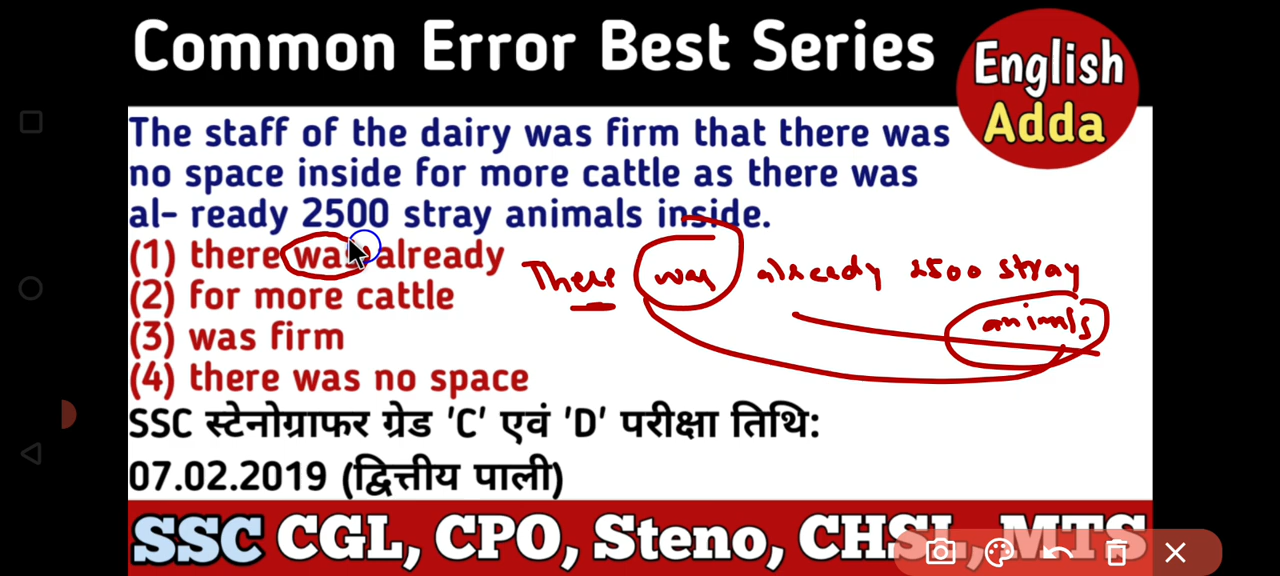 Common Error Best Series
English
Adda
The staff of the dairy was firm that there was
no space inside for more cattle as there was
al- ready 2500 stray animals inside.
(1) there was already
(2) for more cattle
(3) was firm
(4) there was no space
There was already 2500 stray
animals
SSC स्टेनोग्राफर ग्रेड 'C' एवं 'D' परीक्षा तिथि:
07.02.2019 (द्वित्तीय पाली)
SSC CGL, CPO, Steno, CHSL, MTS